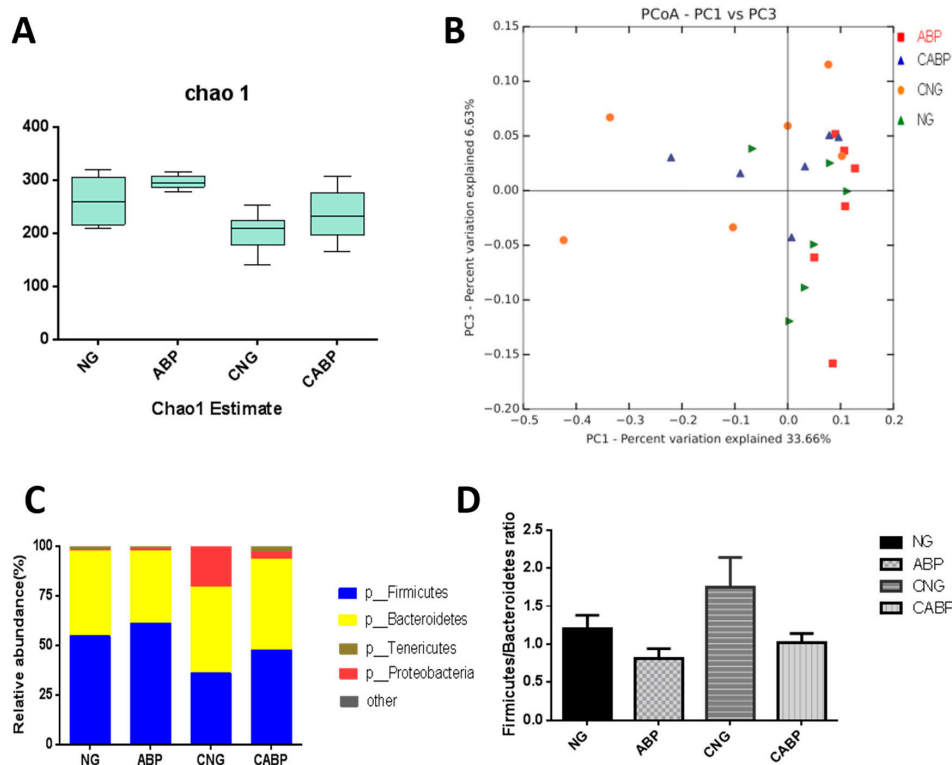 A
chao 1
400
300
200
100
0
NG
ABP
CNG
CABP
Chao1 Estimate
B
PCoA - PC1 vs PC3
PC3 - Percent variation explained 6.63%
0.15
0.10
0.05
0.00
−0.05
−0.10
−0.15
−0.20
−0.5
−0.4
−0.3
−0.2
−0.1
0.0
0.1
0.2
PC1 - Percent variation explained 33.66%
ABP
CABP
CNG
NG
C
Relative abundance(%)
100
75
50
25
0
NG
ABP
CNG
CABP
p__Firmicutes
p__Bacteroidetes
p__Tenericutes
p__Proteobacteria
other
D
Firmicutes/Bacteroidetes ratio
2.5
2.0
1.5
1.0
0.5
0.0
NG
ABP
CNG
CABP
NG
ABP
CNG
CABP